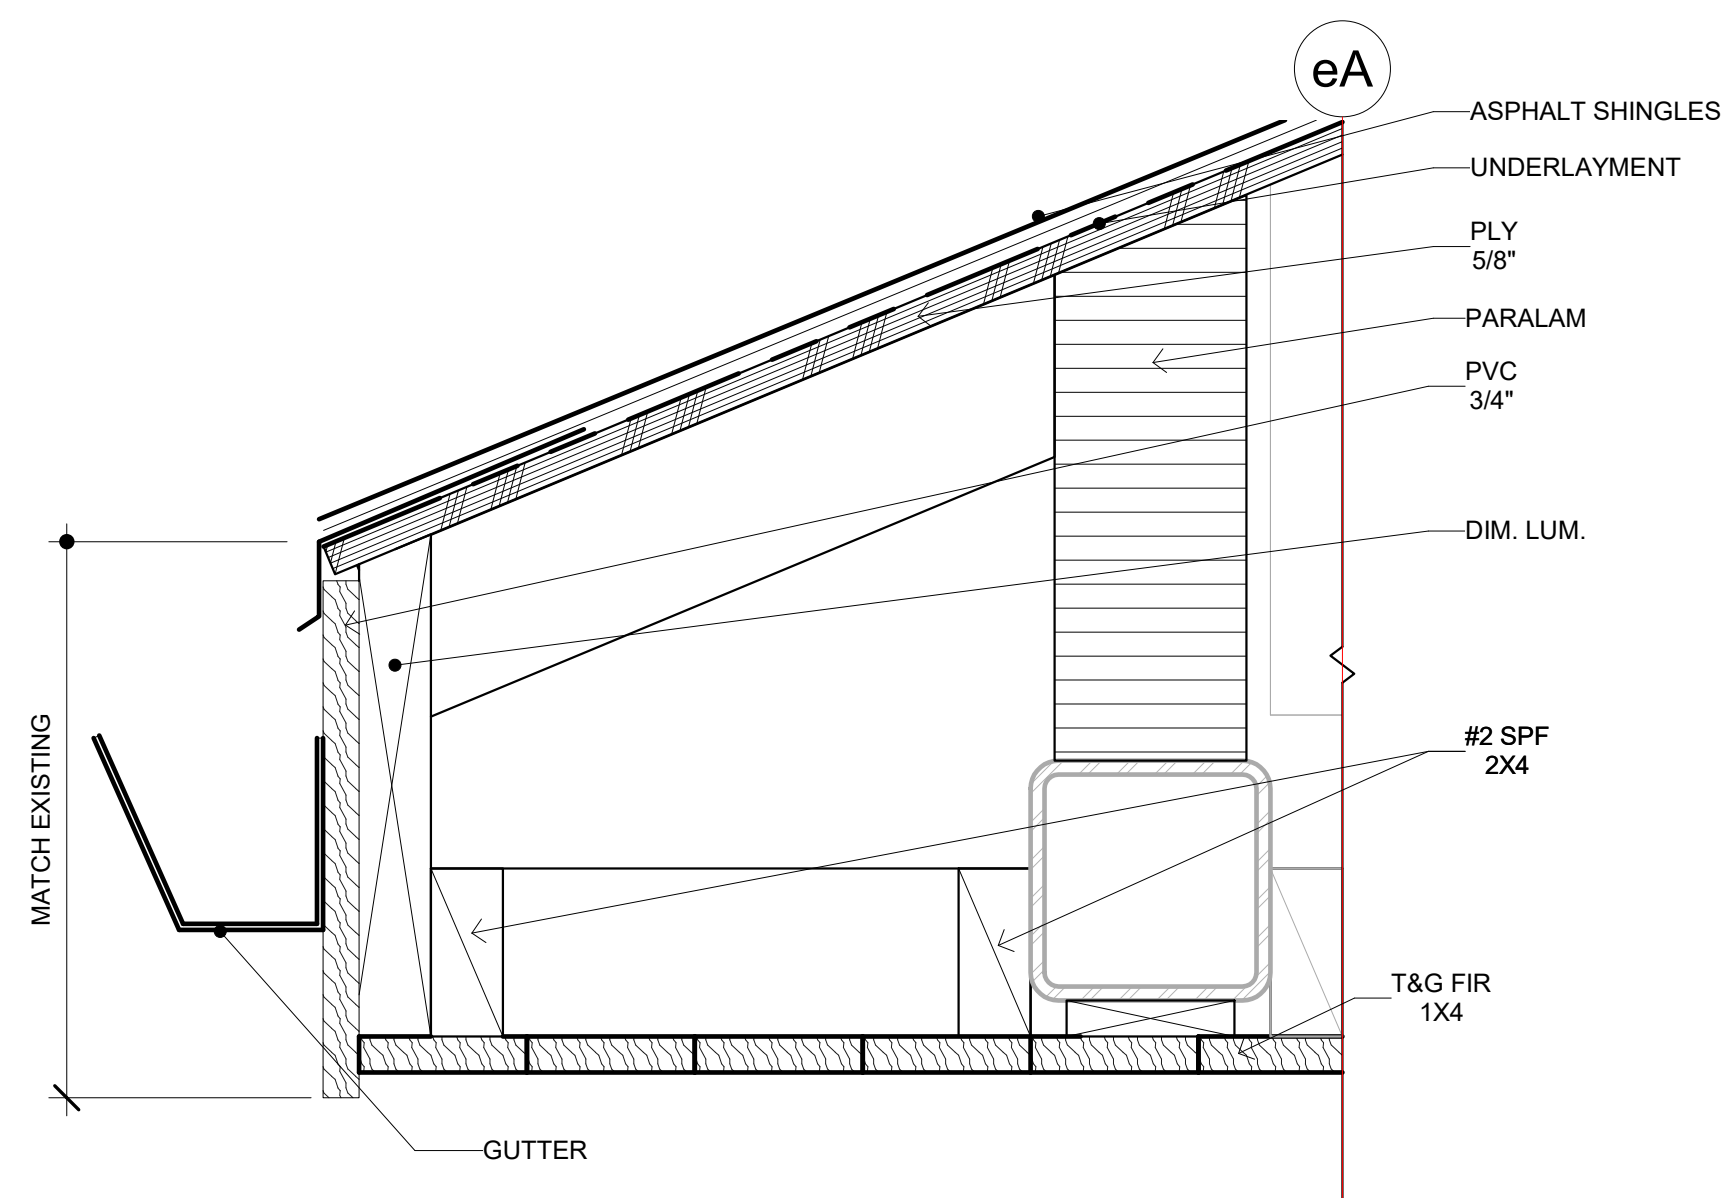 eA
ASPHALT SHINGLES
UNDERLAYMENT
PLY
5/8"
PARALAM
PVC
3/4"
DIM. LUM.
#2 SPF
2X4
T&G FIR
1X4
MATCH EXISTING
GUTTER